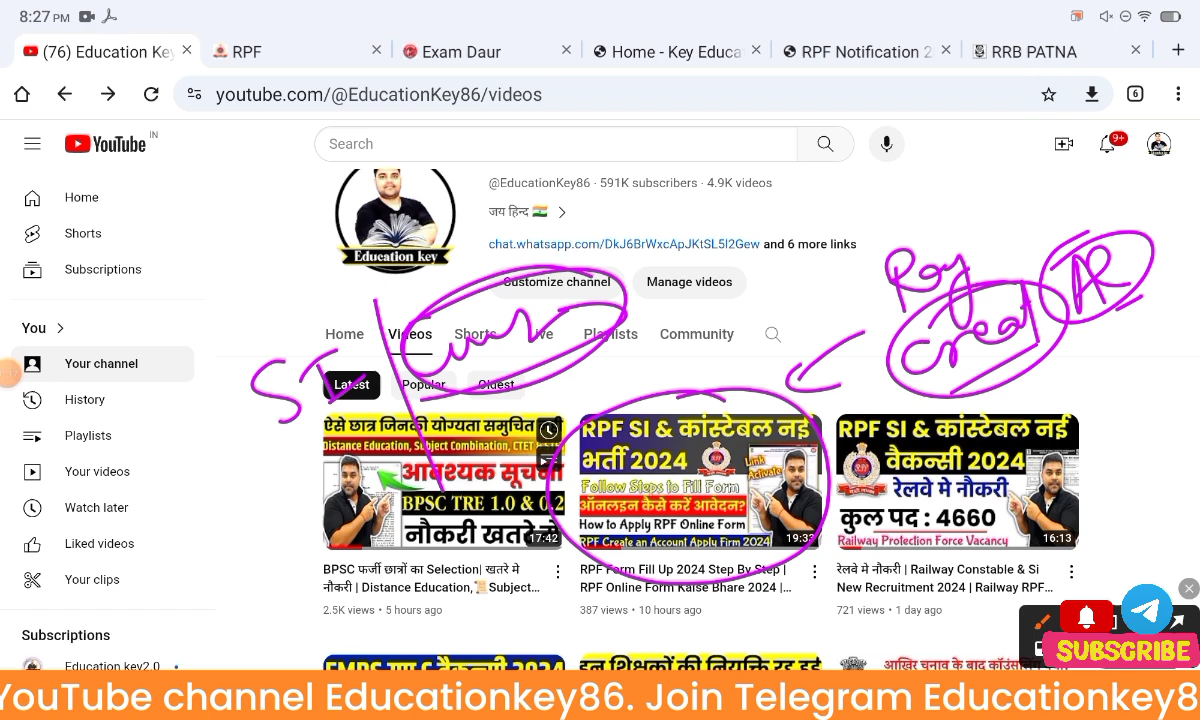 8:27 PM
(76) Education Key
RPF
Exam Daur
Home - Key Educa
RPF Notification 2
RRB PATNA
youtube.com/@EducationKey86/videos
6
YouTube IN
Search
9+
Home
Shorts
Subscriptions
You
Your channel
History
Playlists
Your videos
Watch later
Liked videos
Your clips
Subscriptions
Education key2.0
Education key
@EducationKey86 · 591K subscribers · 4.9K videos
जय हिन्द
chat.whatsapp.com/DkJ6BrWxcApJKtSL5l2Gew and 6 more links
Customize channel
Manage videos
Home
Videos
Shorts
Live
Playlists
Community
Latest
Popular
Oldest
SI
ऐसे छात्र जिनकी योग्यता समुचित
Distance Education, Subject Combination, CTET
आवश्यक सूचना
BPSC TRE 1.0 & 0.2
नौकरी खतरे में
17:42
BPSC फर्जी छात्रों का Selection| खतरे मे
नौकरी | Distance Education,📜Subject...
2.5K views • 5 hours ago
RPF SI & कांस्टेबल नई
भर्ती 2024
Link Activate
Follow Steps to Fill Form
ऑनलाइन कैसे करें आवेदन?
How to Apply RPF Online Form
RPF Create an Account Apply Firm 2024
19:33
RPF Form Fill Up 2024 Step By Step |
RPF Online Form Kaise Bhare 2024 |...
387 views • 10 hours ago
RPF SI & कांस्टेबल नई
वैकन्सी 2024
रेलवे मे नौकरी
कुल पद : 4660
Railway Protection Force Vacancy
16:13
रेलवे मे नौकरी | Railway Constable & Si
New Recruitment 2024 | Railway RPF...
721 views • 1 day ago
इन शिक्षकों की नियुक्ति रद्द हुई
SUBSCRIBE
YouTube channel Educationkey86. Join Telegram Educationkey8